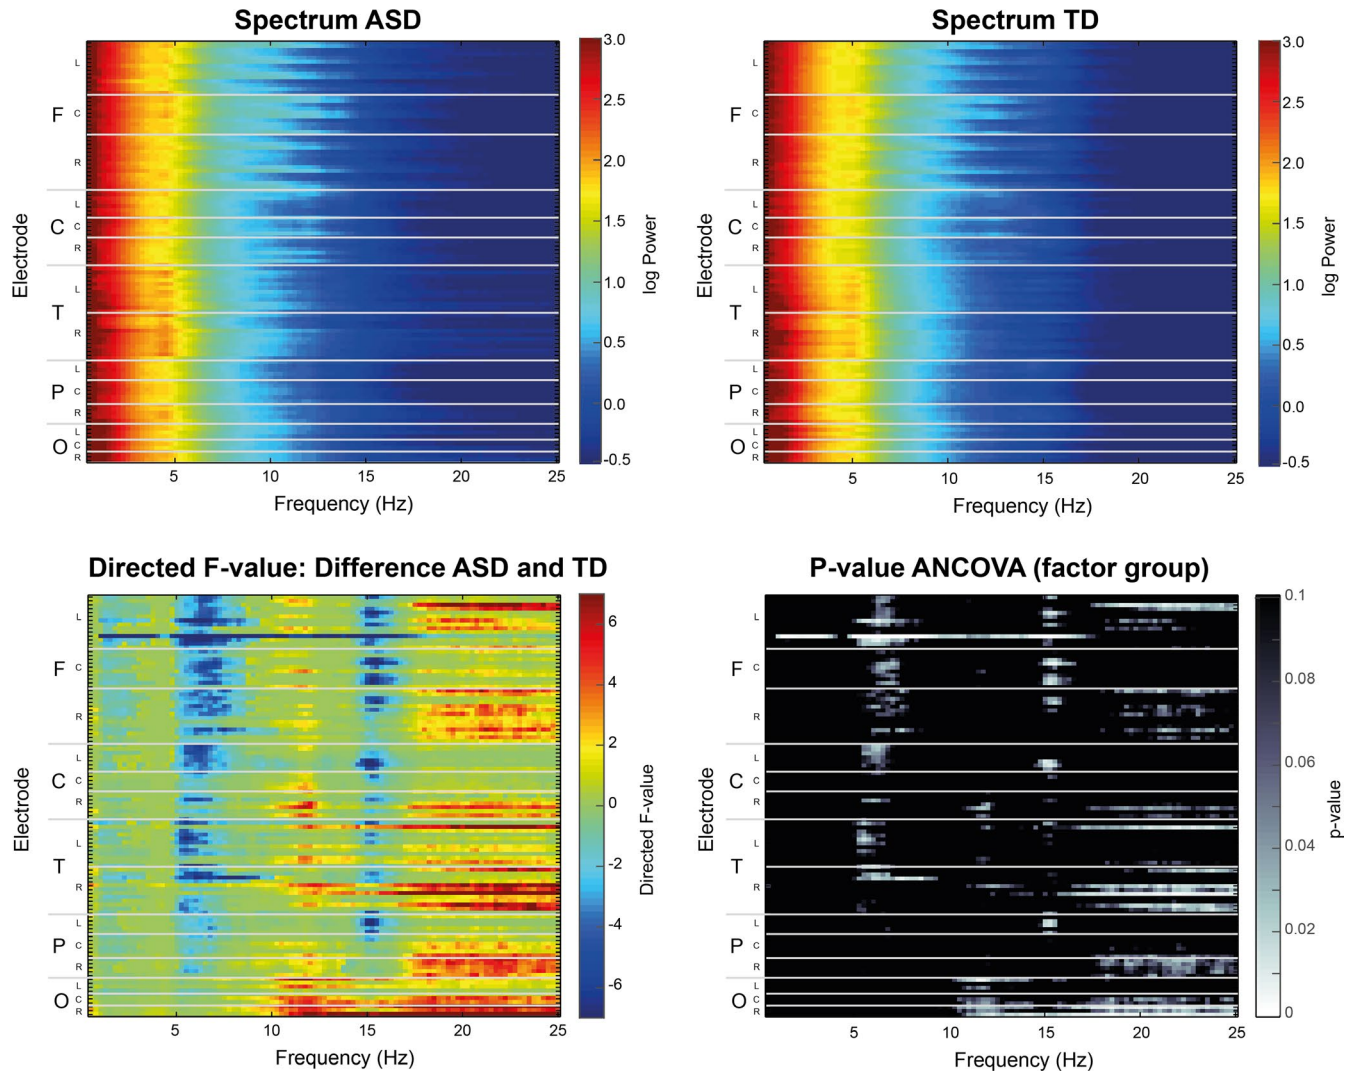 Spectrum ASD
Electrode
F
L
C
R
C
L
C
R
T
L
R
P
L
C
R
O
L
C
R
5 10 15 20 25
Frequency (Hz)
3.0
2.5
2.0
1.5
1.0
0.5
0.0
-0.5
log Power
Spectrum TD
Electrode
F
L
C
R
C
L
C
R
T
L
R
P
L
C
R
O
L
C
R
5 10 15 20 25
Frequency (Hz)
3.0
2.5
2.0
1.5
1.0
0.5
0.0
-0.5
log Power
Directed F-value: Difference ASD and TD
Electrode
F
L
C
R
C
L
C
R
T
L
R
P
L
C
R
O
L
C
R
5 10 15 20 25
Frequency (Hz)
6
4
2
0
-2
-4
-6
Directed F-value
P-value ANCOVA (factor group)
Electrode
F
L
C
R
C
L
C
R
T
L
R
P
L
C
R
O
L
C
R
5 10 15 20 25
Frequency (Hz)
0.1
0.08
0.06
0.04
0.02
0
p-value